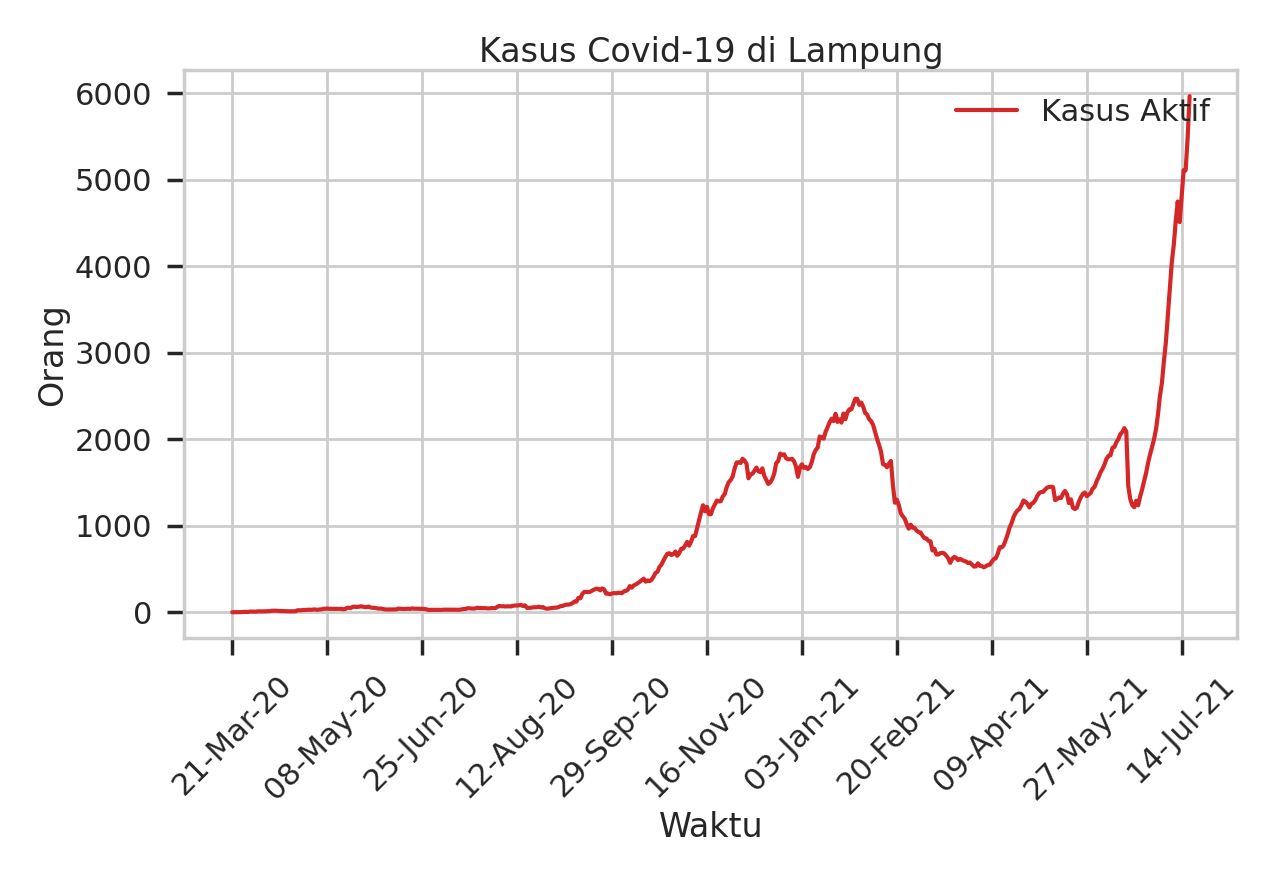 Kasus Covid-19 di Lampung
Kasus Aktif
6000
5000
4000
3000
2000
1000
0
Orang
21-Mar-20
08-May-20
25-Jun-20
12-Aug-20
29-Sep-20
16-Nov-20
03-Jan-21
20-Feb-21
09-Apr-21
27-May-21
14-Jul-21
Waktu